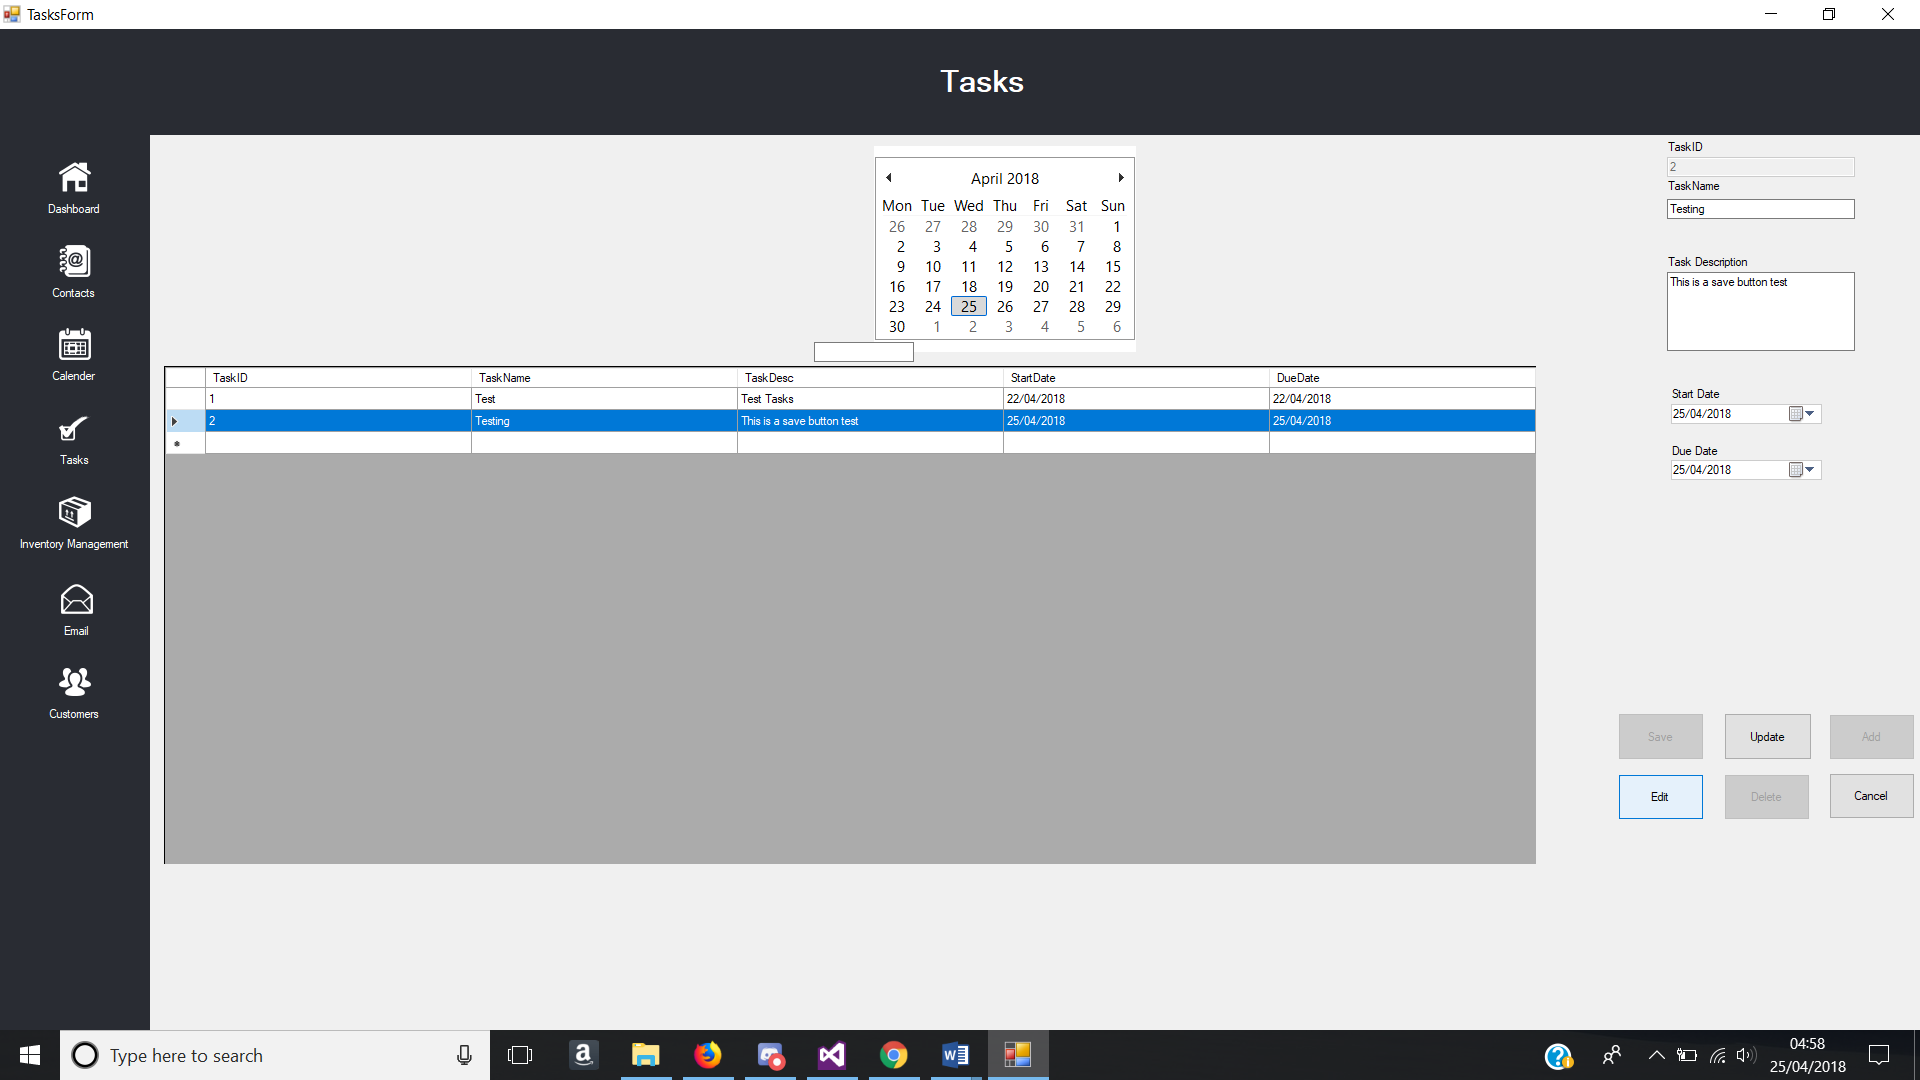 TasksForm
Tasks
Dashboard
Contacts
Calender
Tasks
Inventory Management
Email
Customers
April 2018
Mon Tue Wed Thu Fri Sat Sun
26 27 28 29 30 31 1
2 3 4 5 6 7 8
9 10 11 12 13 14 15
16 17 18 19 20 21 22
23 24 25 26 27 28 29
30 1 2 3 4 5 6
TaskID TaskName TaskDesc StartDate DueDate
1 Test Test Tasks 22/04/2018 22/04/2018
2 Testing This is a save button test 25/04/2018 25/04/2018
TaskID
2
TaskName
Testing
Task Description
This is a save button test
Start Date
25/04/2018
Due Date
25/04/2018
Save Update Add
Edit Delete Cancel
Type here to search
04:58
25/04/2018